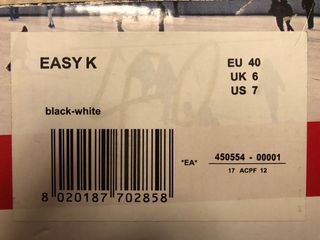 EASY K
EU 40
UK 6
US 7
black-white
*EA*
450554 - 00001
17 ACPF 12
8 020187 702858